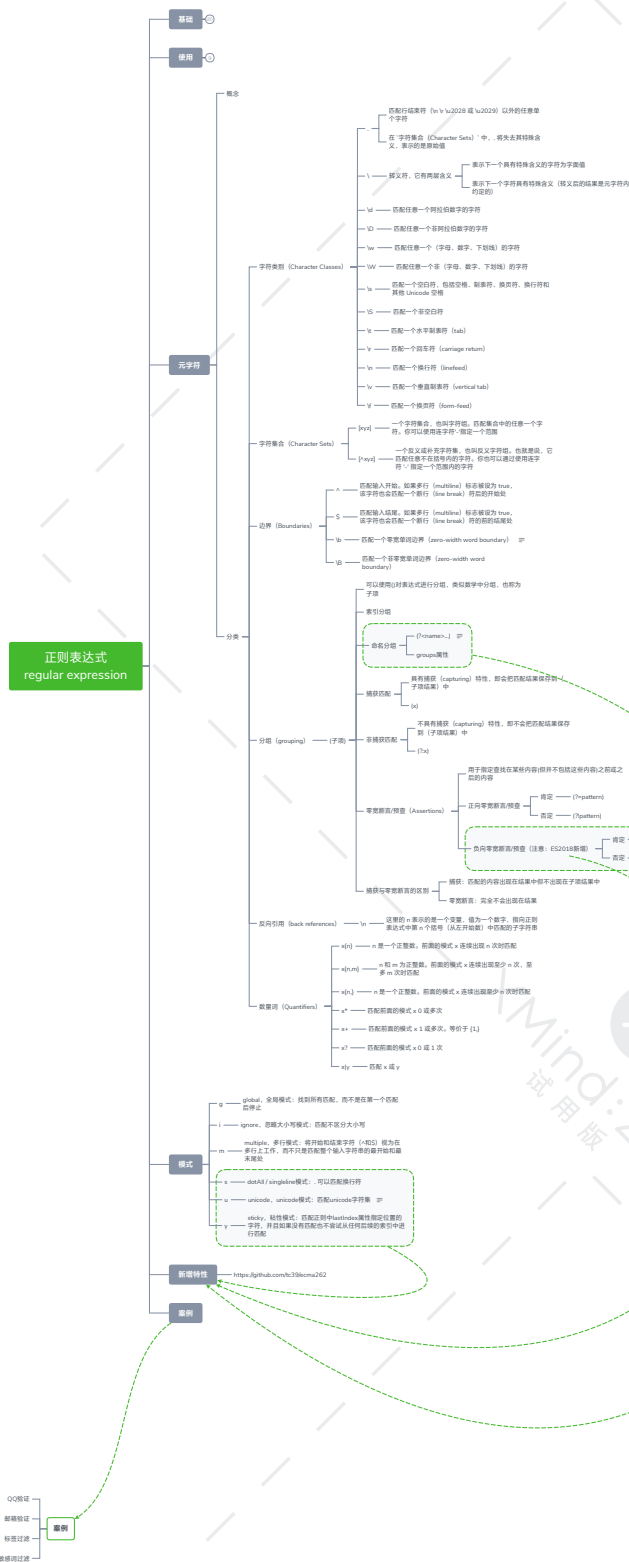 基础
使用
概念
匹配行结束符（\n \r \u2028 或 \u2029）以外的任意单
个字符
.
在 `字符集合（Character Sets）` 中，. 将失去其特殊含
义，表示的是原始值
\
转义符，它有两层含义
表示下一个具有特殊含义的字符为字面值
表示下一个字符具有特殊含义（转义后的结果是元字符内
约定的）
\d
匹配任意一个阿拉伯数字的字符
\D
匹配任意一个非阿拉伯数字的字符
\w
匹配任意一个（字母、数字、下划线）的字符
字符类别（Character Classes）
\W
匹配任意一个非（字母、数字、下划线）的字符
\s
匹配一个空白符，包括空格、制表符、换页符、换行符和
其他 Unicode 空格
\S
匹配一个非空白符
\t
匹配一个水平制表符（tab）
\r
匹配一个回车符（carriage return）
元字符
\n
匹配一个换行符（linefeed）
\v
匹配一个垂直制表符（vertical tab）
\f
匹配一个换页符（form-feed）
字符集合（Character Sets）
[xyz]
一个字符集合，也叫字符组。匹配集合中的任意一个字
符。你可以使用连字符'-'指定一个范围
[^xyz]
一个反义或补充字符集，也叫反义字符组。也就是说，它
匹配任意不在括号内的字符。你也可以通过使用连字
符 '-' 指定一个范围内的字符
边界（Boundaries）
^
匹配输入开始。如果多行（multiline）标志被设为 true，
该字符也会匹配一个断行（line break）符后的开始处
$
匹配输入结尾。如果多行（multiline）标志被设为 true，
该字符也会匹配一个断行（line break）符的前的结尾处
\b
匹配一个零宽单词边界（zero-width word boundary）
\B
匹配一个非零宽单词边界（zero-width word
boundary）
分类
可以使用()对表达式进行分组，类似数学中分组，也称为
子项
索引分组
命名分组
(?<name>...)
groups属性
正则表达式
regular expression
捕获匹配
具有捕获（capturing）特性，即会把匹配结果保存到（
子项结果）中
(x)
分组（grouping）
(子项)
非捕获匹配
不具有捕获（capturing）特性，即不会把匹配结果保存
到（子项结果）中
(?:x)
零宽断言/预查（Assertions）
用于指定查找在某些内容(但并不包括这些内容)之前或之
后的内容
正向零宽断言/预查
肯定
(?=pattern)
否定
(?!pattern)
负向零宽断言/预查（注意：ES2018新增）
肯定
否定
捕获与零宽断言的区别
捕获：匹配的内容出现在结果中但不出现在子项结果中
零宽断言：完全不会出现在结果
反向引用（back references）
\n
这里的 n 表示的是一个变量，值为一个数字，指向正则
表达式中第 n 个括号（从左开始数）中匹配的子字符串
数量词（Quantifiers）
x{n}
n 是一个正整数。前面的模式 x 连续出现 n 次时匹配
x{n,m}
n 和 m 为正整数。前面的模式 x 连续出现至少 n 次，至
多 m 次时匹配
x{n,}
n 是一个正整数。前面的模式 x 连续出现至少 n 次时匹配
x*
匹配前面的模式 x 0 或多次
x+
匹配前面的模式 x 1 或多次。等价于 {1,}
x?
匹配前面的模式 x 0 或 1 次
x|y
匹配 x 或 y
模式
g
global，全局模式：找到所有匹配，而不是在第一个匹配
后停止
i
ignore，忽略大小写模式：匹配不区分大小写
m
multiple，多行模式：将开始和结束字符（^和$）视为在
多行上工作，而不只是匹配整个输入字符串的最开始和最
末尾处
s
dotAll / singleline模式：. 可以匹配换行符
u
unicode，unicode模式：匹配unicode字符集
y
sticky，粘性模式：匹配正则中lastIndex属性指定位置的
字符，并且如果没有匹配也不尝试从任何后续的索引中进
行匹配
新增特性
https://github.com/tc39/ecma262
案例
案例
QQ验证
邮箱验证
标签过滤
敏感词过滤
XMind:Z
试用版